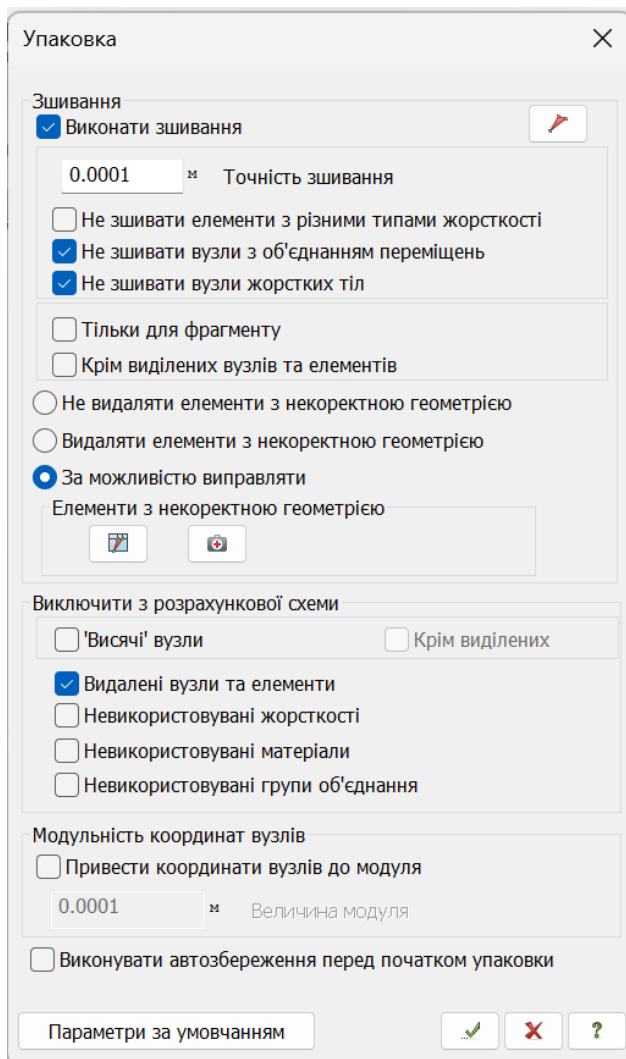 Упаковка
Зшивання
Виконати зшивання
0.0001 м Точність зшивання
Не зшивати елементи з різними типами жорсткості
Не зшивати вузли з об'єднанням переміщень
Не зшивати вузли жорстких тіл
Тільки для фрагменту
Крім виділених вузлів та елементів
Не видаляти елементи з некоректною геометрією
Видаляти елементи з некоректною геометрією
За можливістю виправляти
Елементи з некоректною геометрією
Виключити з розрахункової схеми
'Висячі' вузли Крім виділених
Видалені вузли та елементи
Невикористовувані жорсткості
Невикористовувані матеріали
Невикористовувані групи об'єднання
Модульність координат вузлів
Привести координати вузлів до модуля
0.0001 м Величина модуля
Виконувати автозбереження перед початком упаковки
Параметри за умовчанням ?